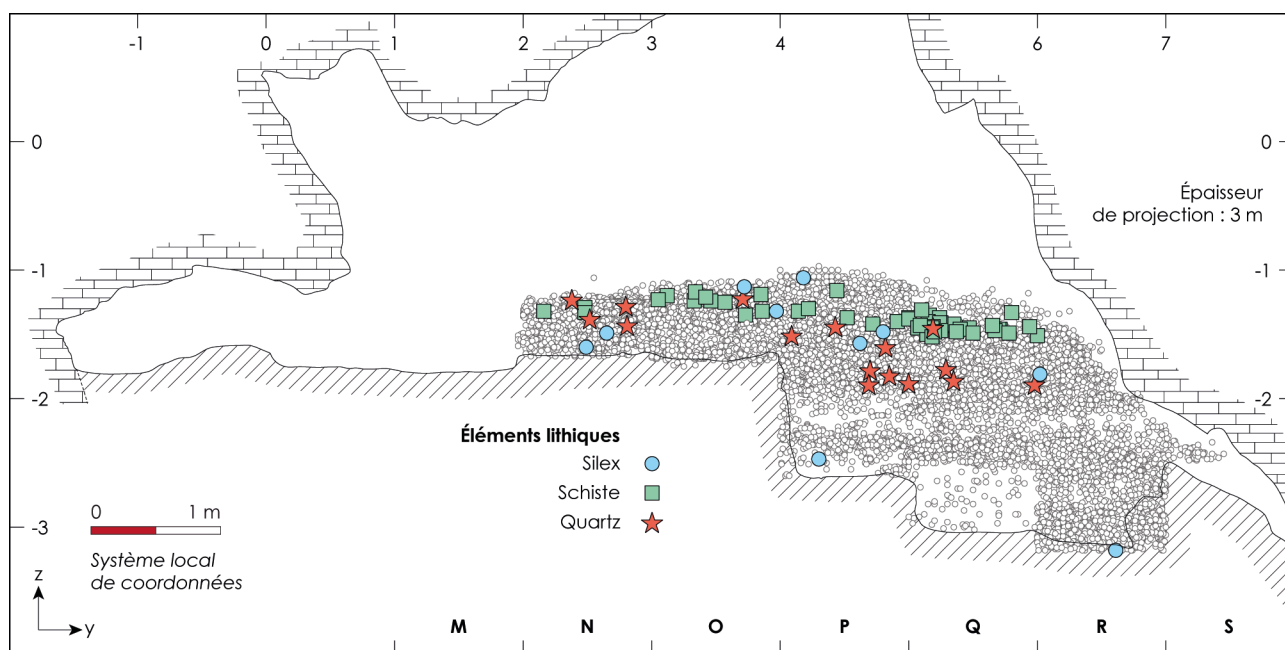 -1 0 1 2 3 4 5 6 7
0 0
Épaisseur
de projection : 3 m
-1 -1
-2 -2
Éléments lithiques
Silex
Schiste
Quartz
0 1 m
-3 -3
Système local
de coordonnées
z
y
M N O P Q R S